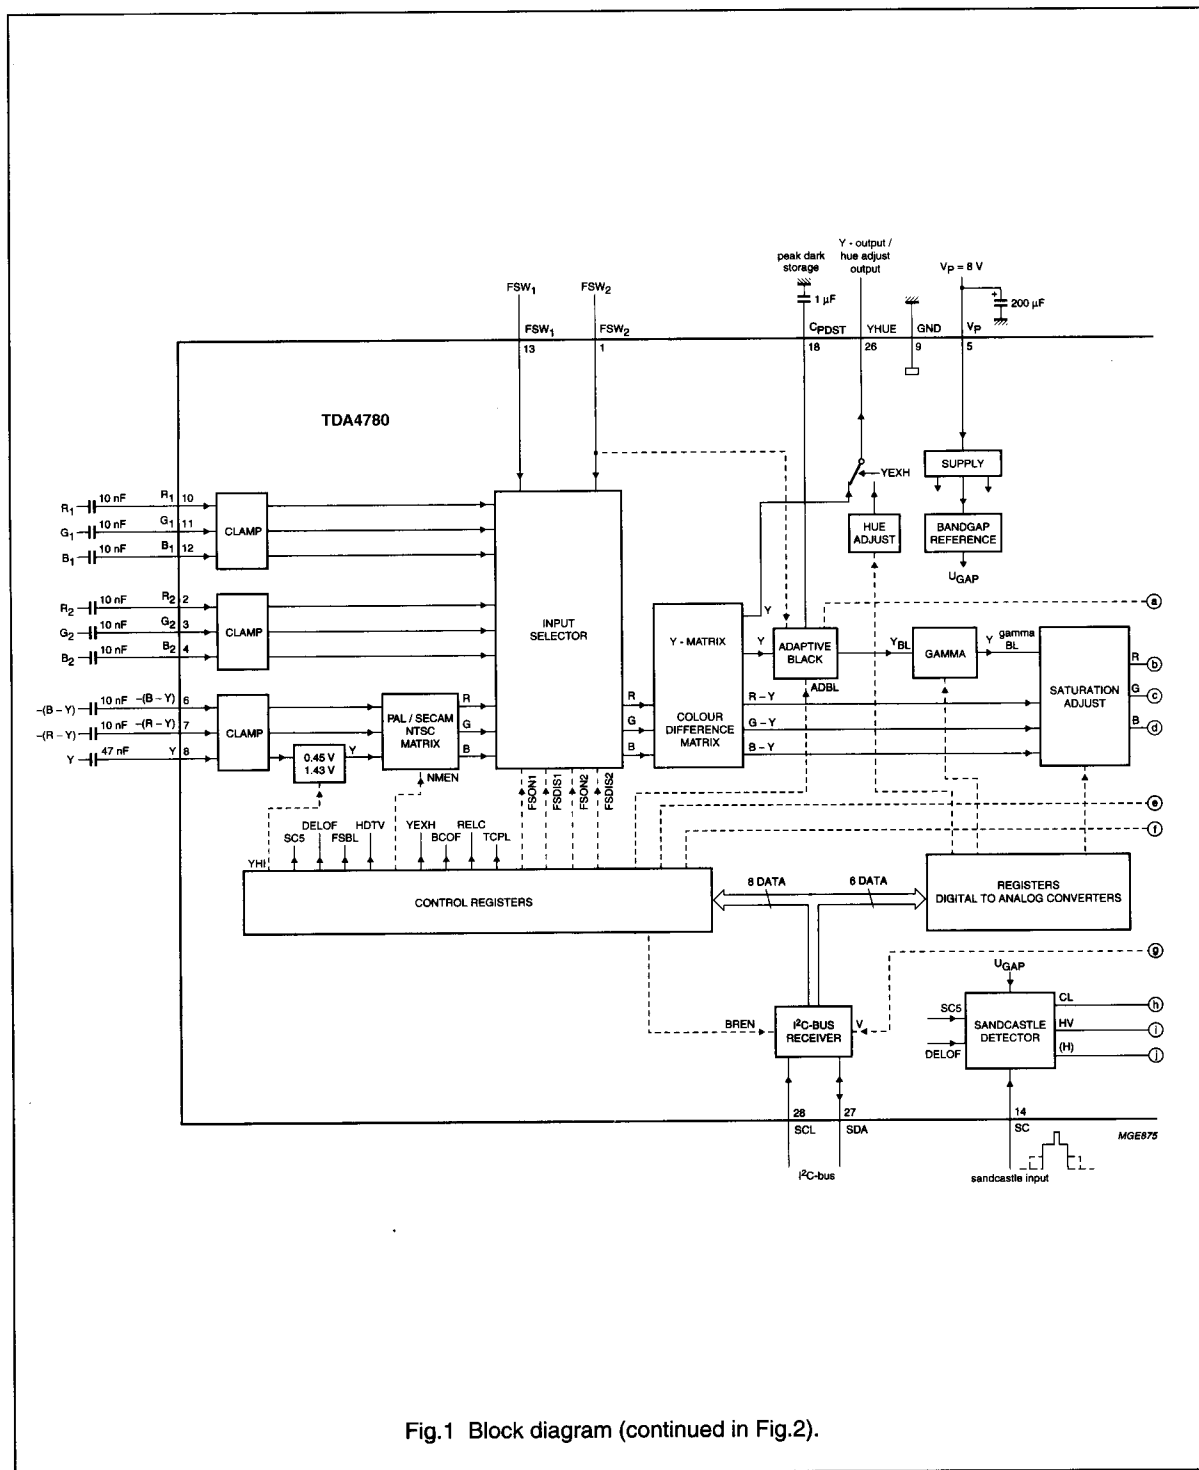 Y - output /
hue adjust
output
peak dark
storage
VP = 8 V
1 µF
200 µF
FSW1
FSW2
FSW1
FSW2
CPDST
YHUE
GND
VP
13
1
18
26
9
5
TDA4780
YEXH
SUPPLY
HUE
ADJUST
BANDGAP
REFERENCE
UGAP
R1 10 nF R1 10
G1 10 nF G1 11
B1 10 nF B1 12
CLAMP
R2 10 nF R2 2
G2 10 nF G2 3
B2 10 nF B2 4
CLAMP
INPUT
SELECTOR
-(B - Y) 10 nF -(B - Y) 6
-(R - Y) 10 nF -(R - Y) 7
Y 47 nF Y 8
CLAMP
0.45 V
1.43 V
Y
PAL / SECAM
NTSC
MATRIX
NMEN
R
G
B
R
G
B
Y - MATRIX
COLOUR
DIFFERENCE
MATRIX
Y
Y
ADAPTIVE
BLACK
ADBL
YBL
GAMMA
Y gamma
BL
R - Y
G - Y
B - Y
SATURATION
ADJUST
R
G
B
a
b
c
d
e
f
FSON1
FSDIS1
FSON2
FSDIS2
YHI
SC5
DELOF
FSBL
HDTV
YEXH
BCOF
RELC
TCPL
CONTROL REGISTERS
8 DATA
6 DATA
REGISTERS
DIGITAL TO ANALOG CONVERTERS
g
BREN
I2C-BUS
RECEIVER
V
UGAP
SC5
DELOF
SANDCASTLE
DETECTOR
CL
HV
(H)
h
i
j
28
27
14
SCL
SDA
SC
I2C-bus
sandcastle input
MGE875
Fig.1 Block diagram (continued in Fig.2).